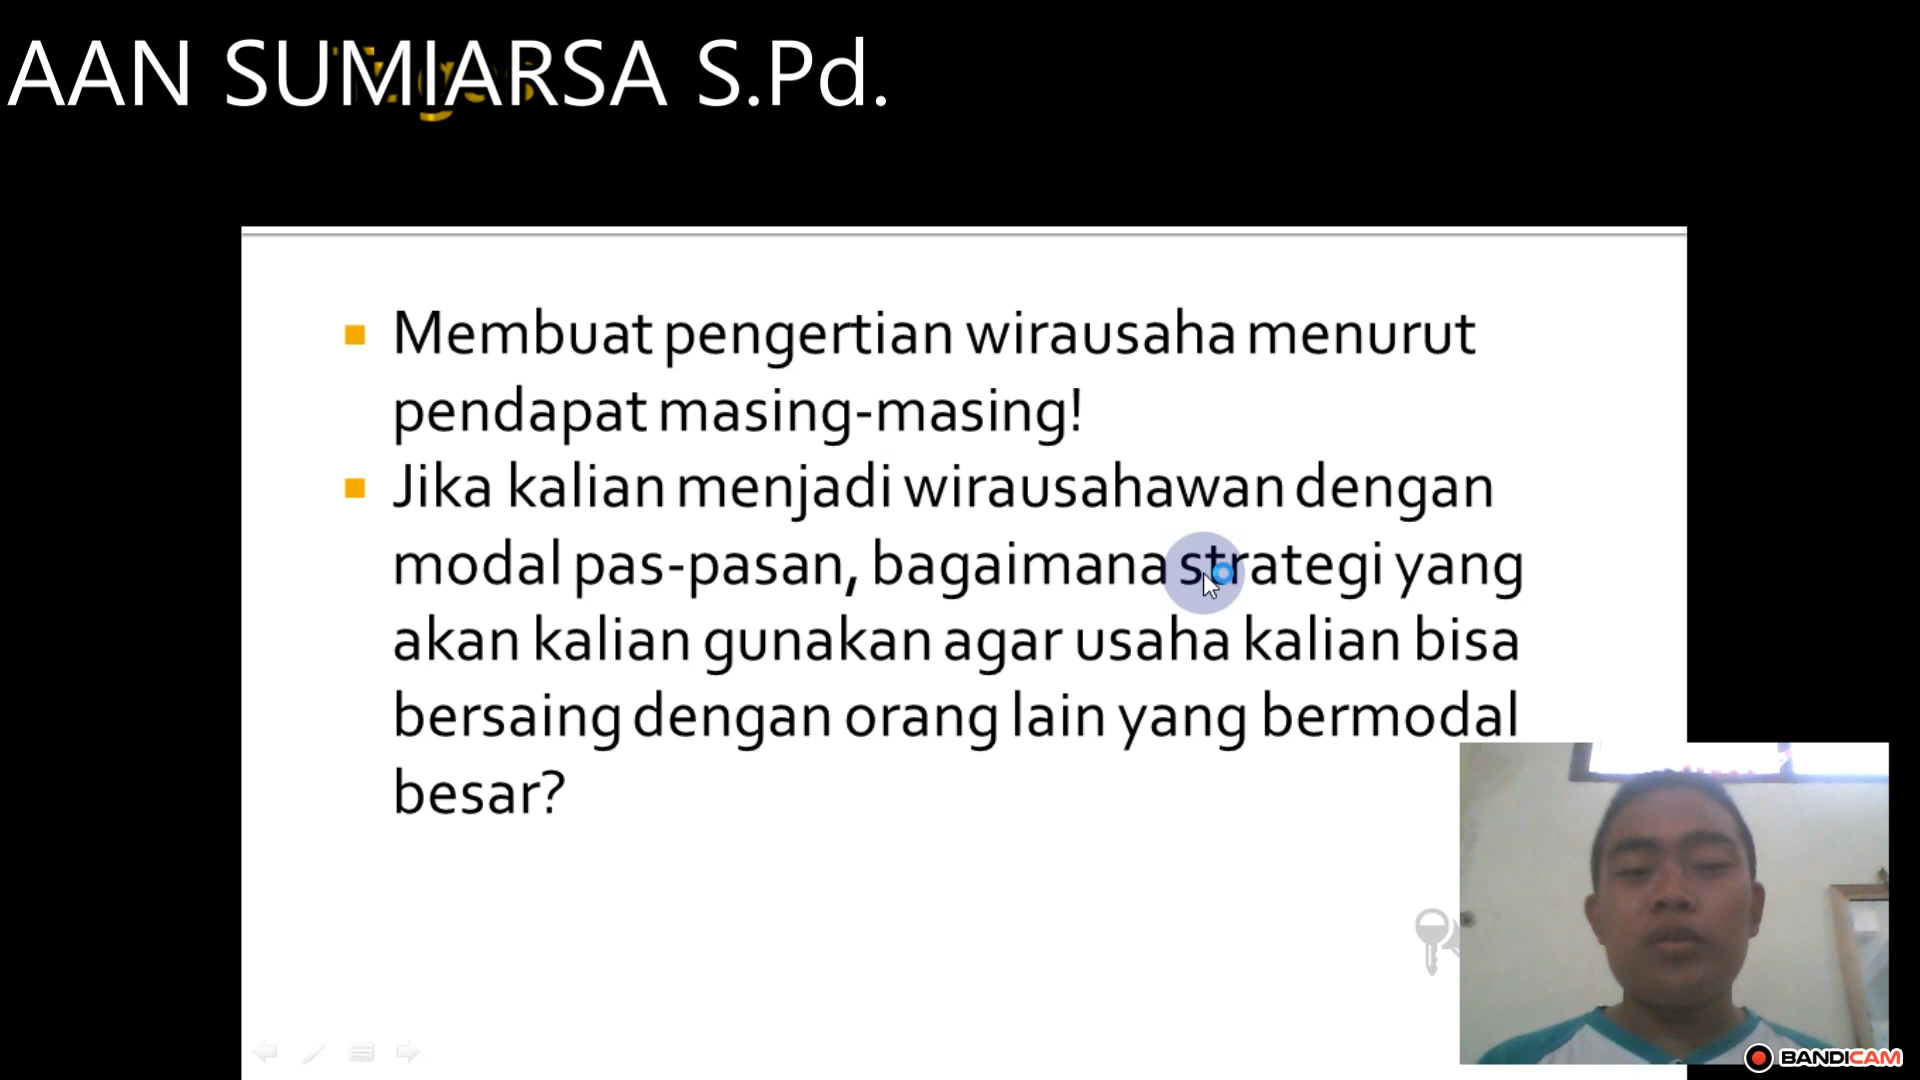 AAN SUMIARSA S.Pd.
Membuat pengertian wirausaha menurut
pendapat masing-masing!
Jika kalian menjadi wirausahawan dengan
modal pas-pasan, bagaimana strategi yang
akan kalian gunakan agar usaha kalian bisa
bersaing dengan orang lain yang bermodal
besar?
BANDICAM